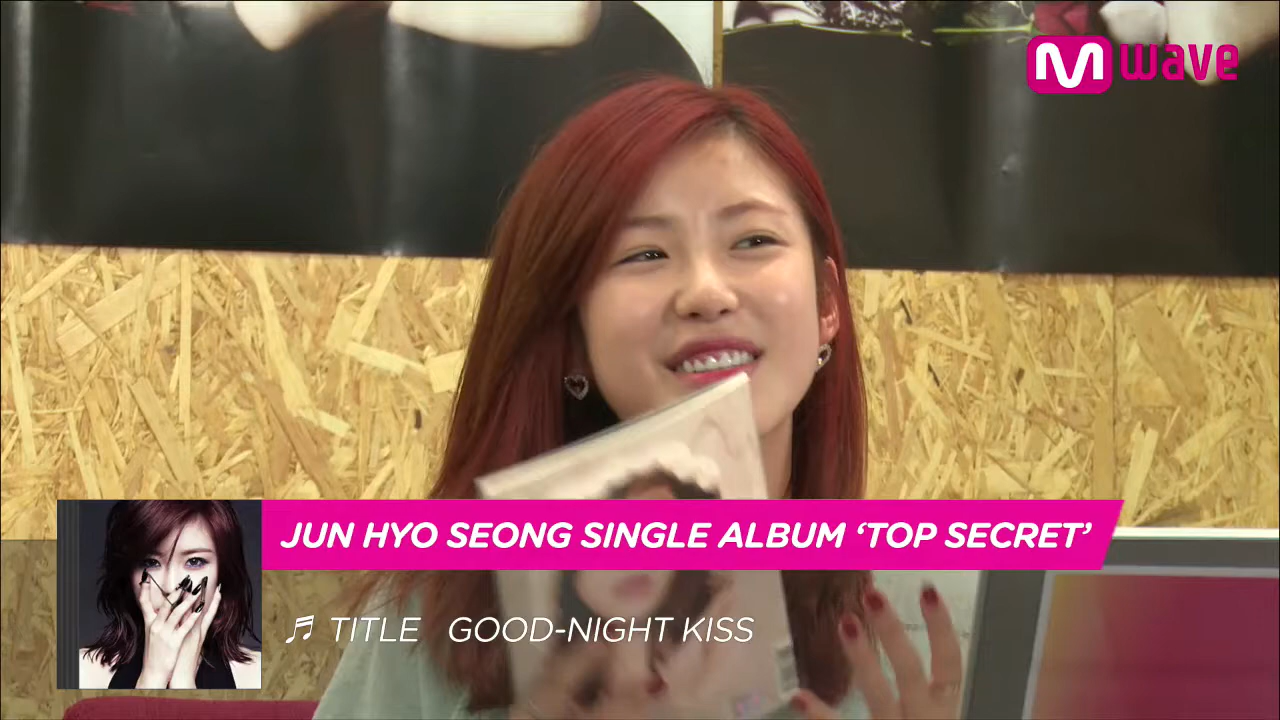 M wave
JUN HYO SEONG SINGLE ALBUM ‘TOP SECRET’
♬ TITLE GOOD-NIGHT KISS